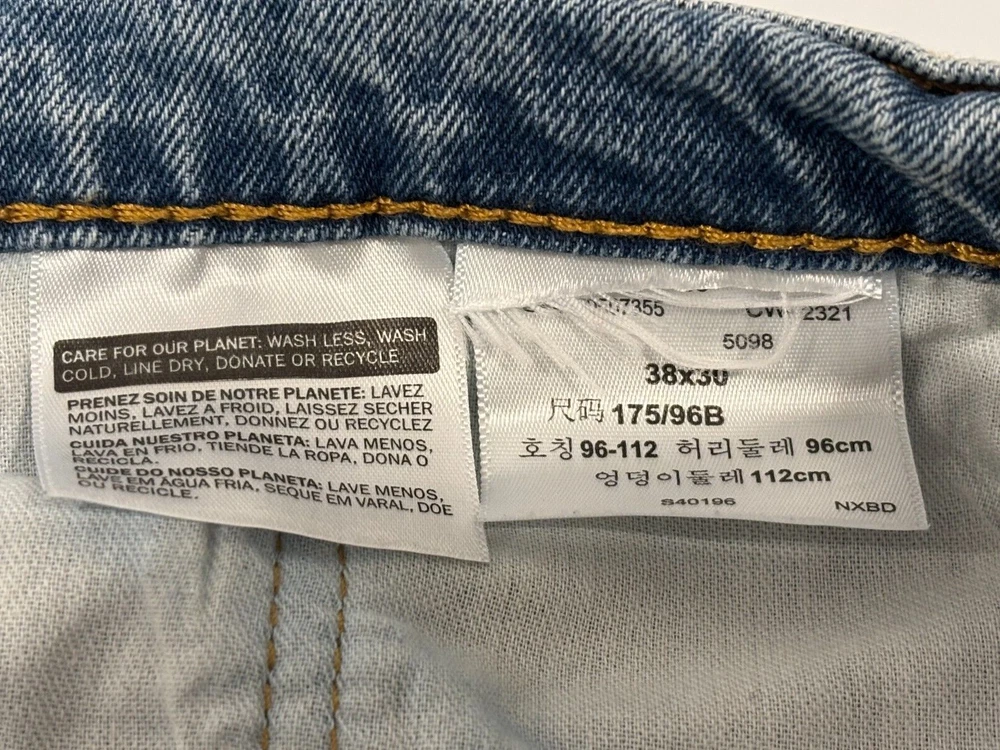 CARE FOR OUR PLANET: WASH LESS, WASH
COLD, LINE DRY, DONATE OR RECYCLE
PRENEZ SOIN DE NOTRE PLANETE: LAVEZ
MOINS, LAVEZ A FROID, LAISSEZ SECHER
NATURELLEMENT, DONNEZ OU RECYCLEZ
CUIDA NUESTRO PLANETA: LAVA MENOS,
LAVA EN FRIO, TIENDE LA ROPA, DONA O
RECICLA.
CUIDE DO NOSSO PLANETA: LAVE MENOS,
LAVE EM ÁGUA FRIA, SEQUE EM VARAL, DOE
OU RECICLE.
2321
5098
38x30
尺码 175/96B
호칭 96-112 허리둘레 96cm
엉덩이둘레 112cm
S40196 NXBD